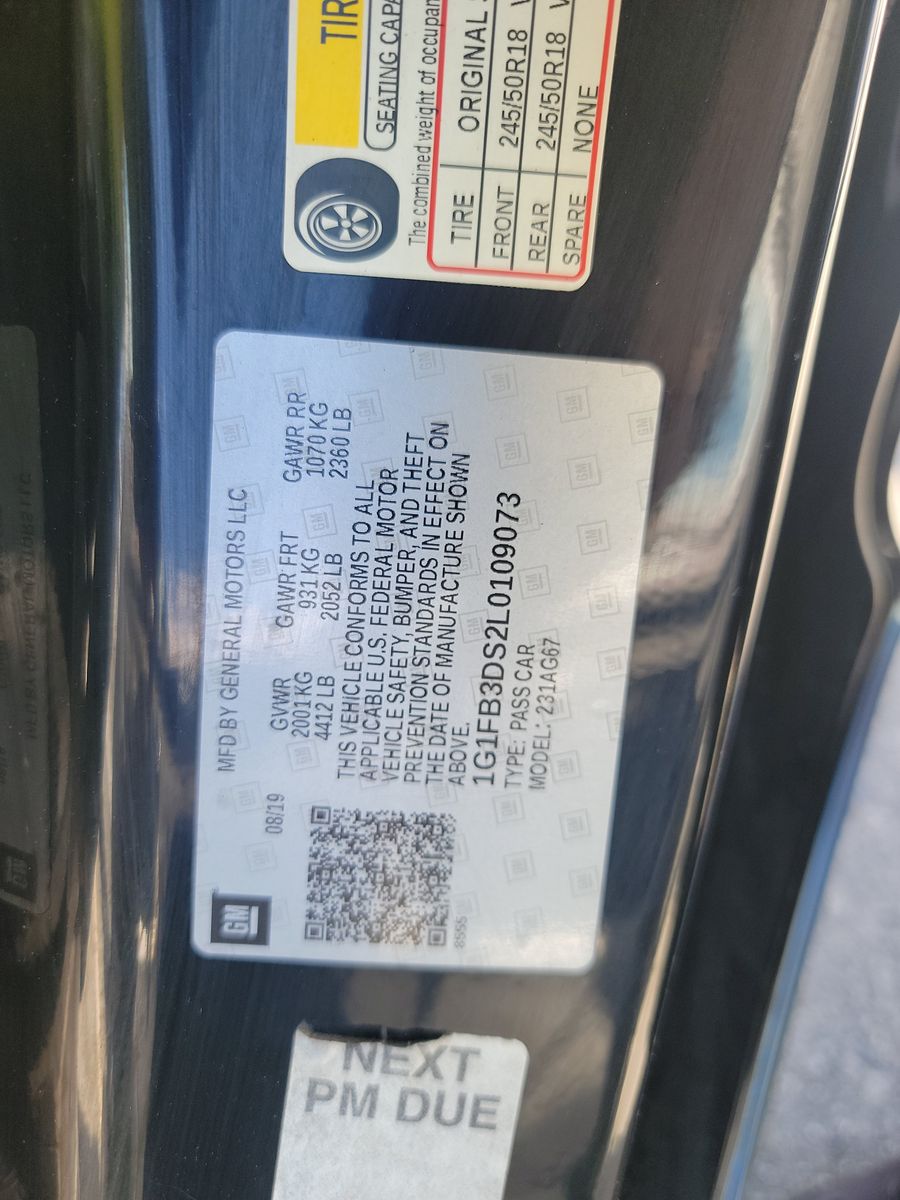 GM
MFD BY GENERAL MOTORS LLC
08/19
GVWR GAWR FRT GAWR RR
2001 KG 931 KG 1070 KG
4412 LB 2052 LB 2360 LB
THIS VEHICLE CONFORMS TO ALL
APPLICABLE U.S. FEDERAL MOTOR
VEHICLE SAFETY, BUMPER, AND THEFT
PREVENTION STANDARDS IN EFFECT ON
THE DATE OF MANUFACTURE SHOWN
ABOVE.
1G1FB3DS2L0109073
TYPE: PASS CAR
MODEL: 231AG67
8555
TIR
SEATING CAPA
The combined weight of occupan
TIRE ORIGINAL
FRONT 245/50R18
REAR 245/50R18
SPARE NONE
NEXT
PM DUE